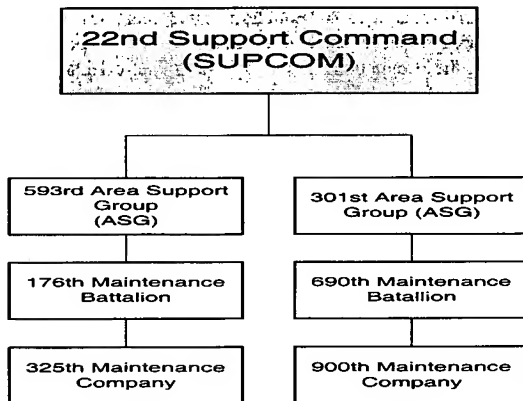 22nd Support Command
(SUPCOM)
593rd Area Support
Group
(ASG)
301st Area Support
Group (ASG)
176th Maintenance
Battalion
690th Maintenance
Batallion
325th Maintenance
Company
900th Maintenance
Company